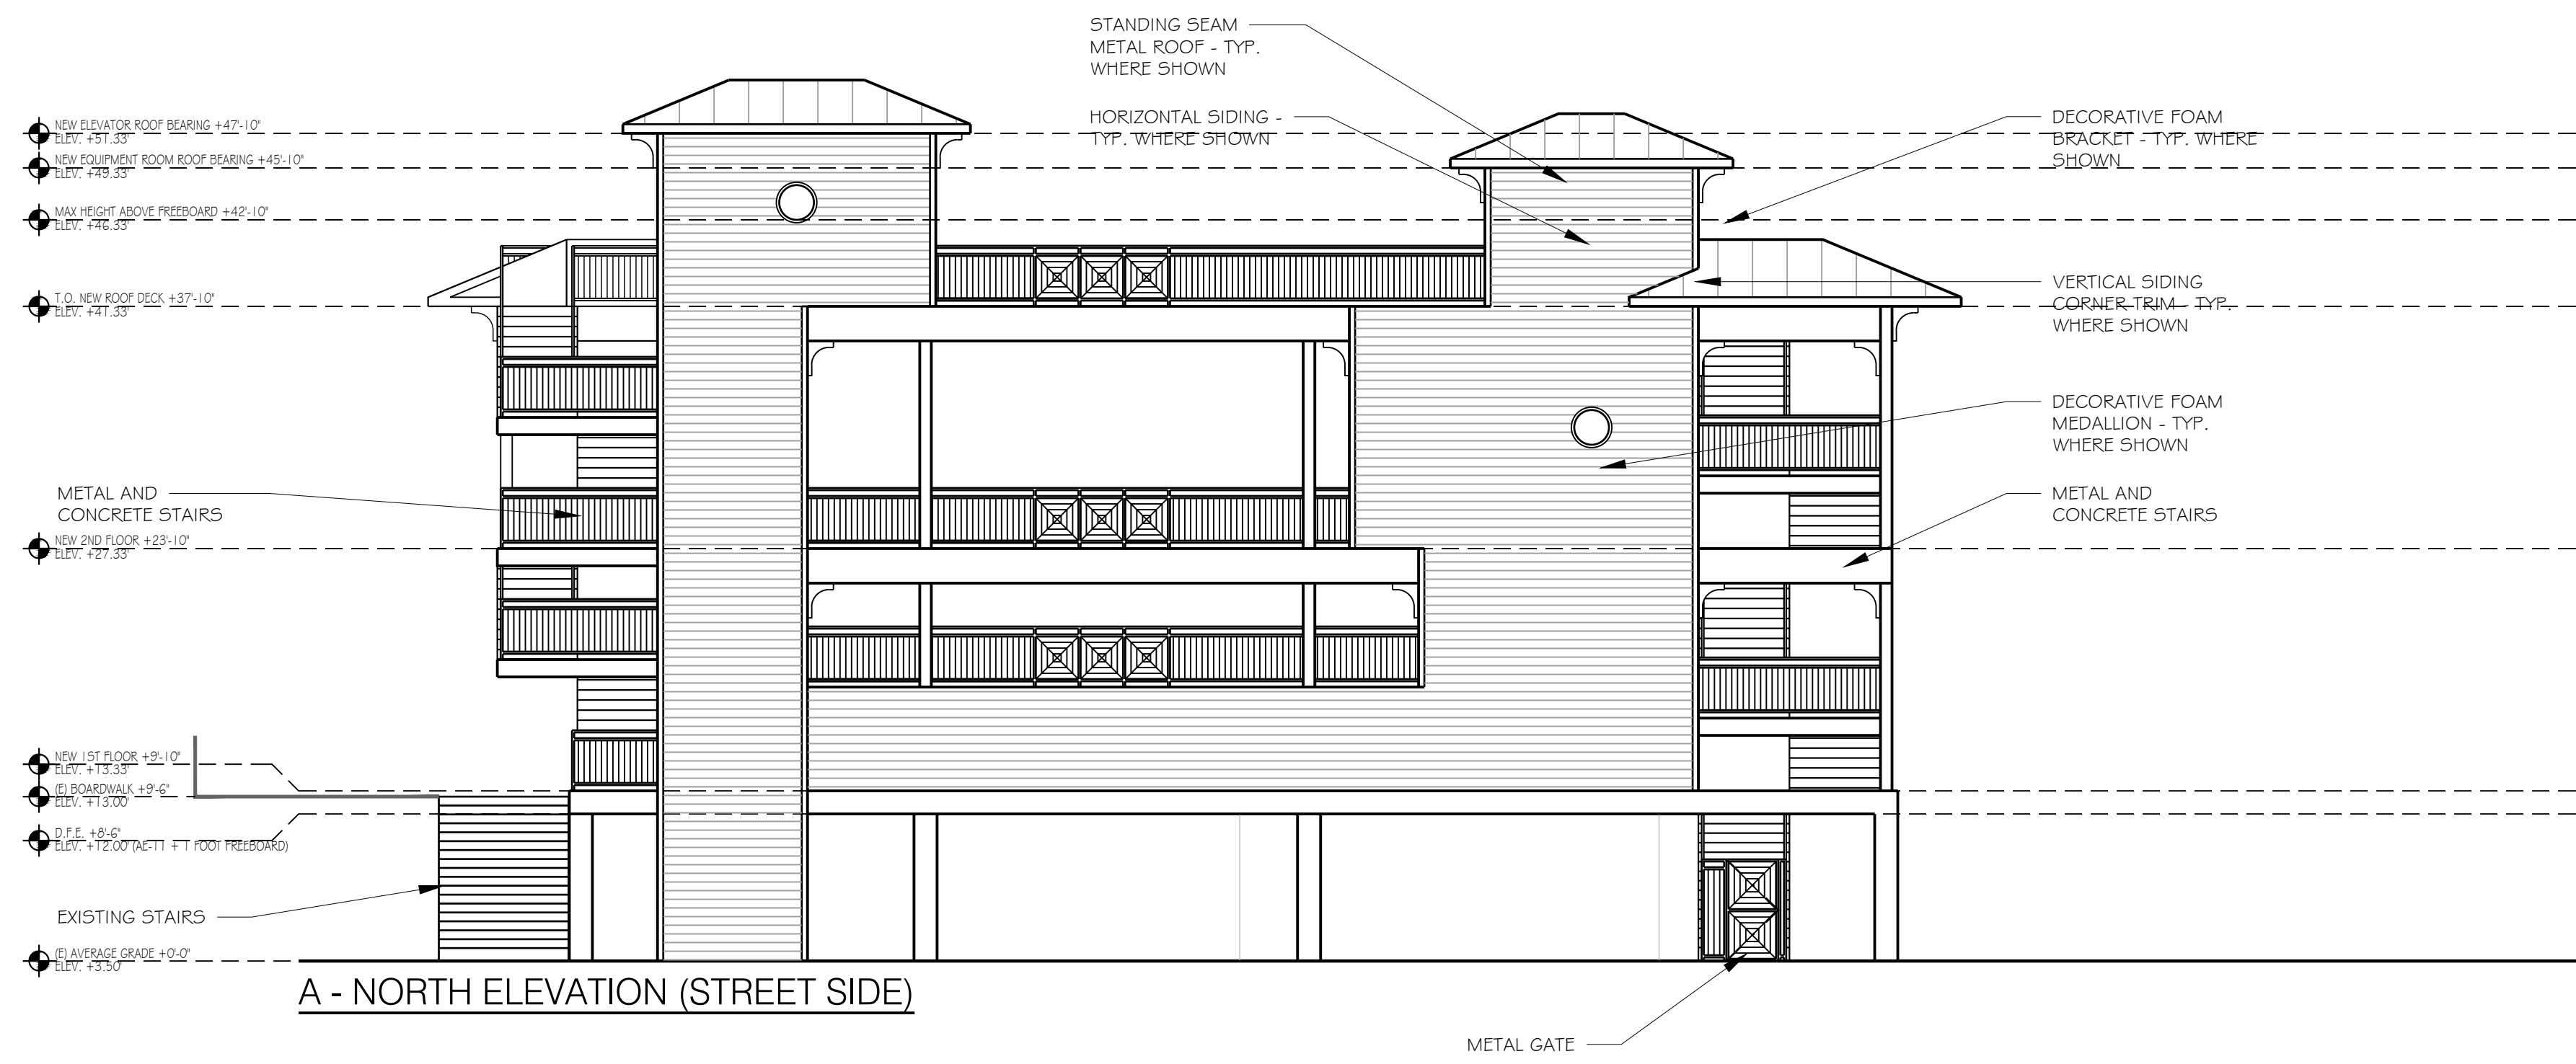 STANDING SEAM
METAL ROOF - TYP.
WHERE SHOWN
HORIZONTAL SIDING -
TYP. WHERE SHOWN
DECORATIVE FOAM
BRACKET - TYP. WHERE
SHOWN
NEW ELEVATOR ROOF BEARING +47'-10"
ELEV. +51.33'
NEW EQUIPMENT ROOM ROOF BEARING +45'-10"
ELEV. +49.33'
MAX HEIGHT ABOVE FREEBOARD +42'-10"
ELEV. +46.33'
T.O. NEW ROOF DECK +37'-10"
ELEV. +41.33'
VERTICAL SIDING
CORNER TRIM - TYP.
WHERE SHOWN
DECORATIVE FOAM
MEDALLION - TYP.
WHERE SHOWN
METAL AND
CONCRETE STAIRS
METAL AND
CONCRETE STAIRS
NEW 2ND FLOOR +23'-10"
ELEV. +27.33'
NEW 1ST FLOOR +9'-10"
ELEV. +13.33'
(E) BOARDWALK +9'-6"
ELEV. +13.00'
D.F.E. +8'-6"
ELEV. +12.00' (AE-11 + 1 FOOT FREEBOARD)
EXISTING STAIRS
(E) AVERAGE GRADE +0'-0"
ELEV. +3.50'
A - NORTH ELEVATION (STREET SIDE)
METAL GATE